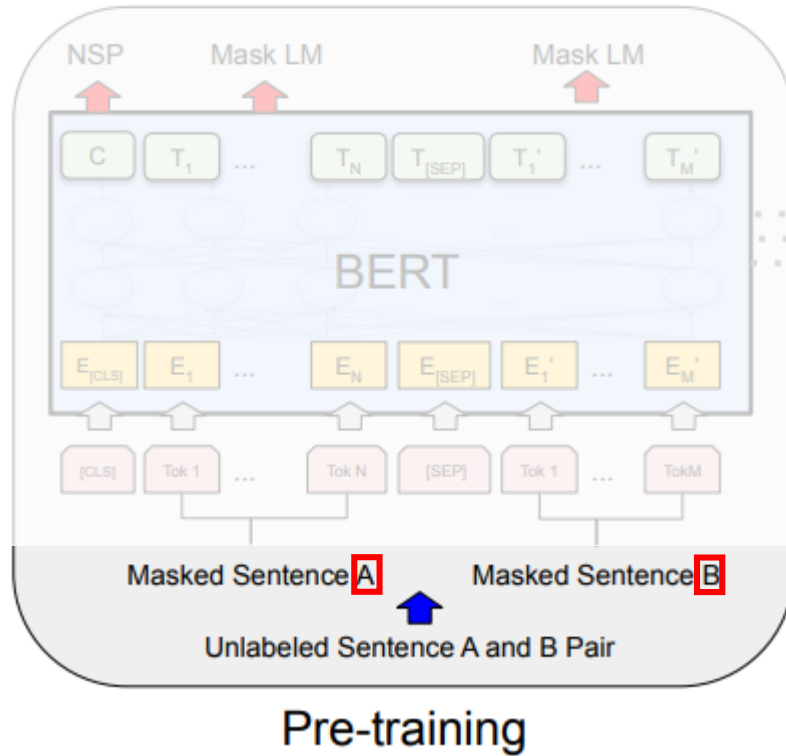 NSP Mask LM Mask LM
C T1 ... TN T[SEP] T1' ... TM'
BERT
E[CLS] E1 ... EN E[SEP] E1' ... EM'
[CLS] Tok 1 ... Tok N [SEP] Tok 1 ... TokM
Masked Sentence A Masked Sentence B
Unlabeled Sentence A and B Pair
Pre-training